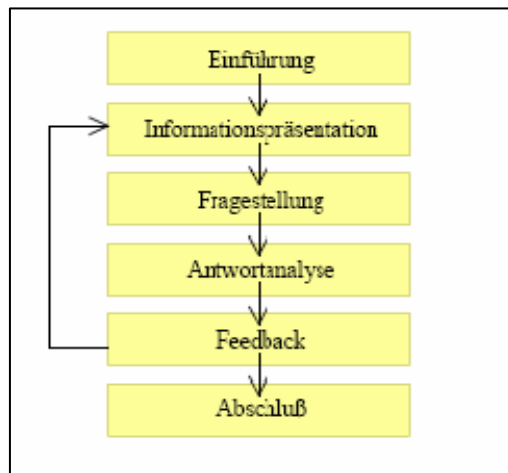 Einführung
Informationspräsentation
Fragestellung
Antwortanalyse
Feedback
Abschluß